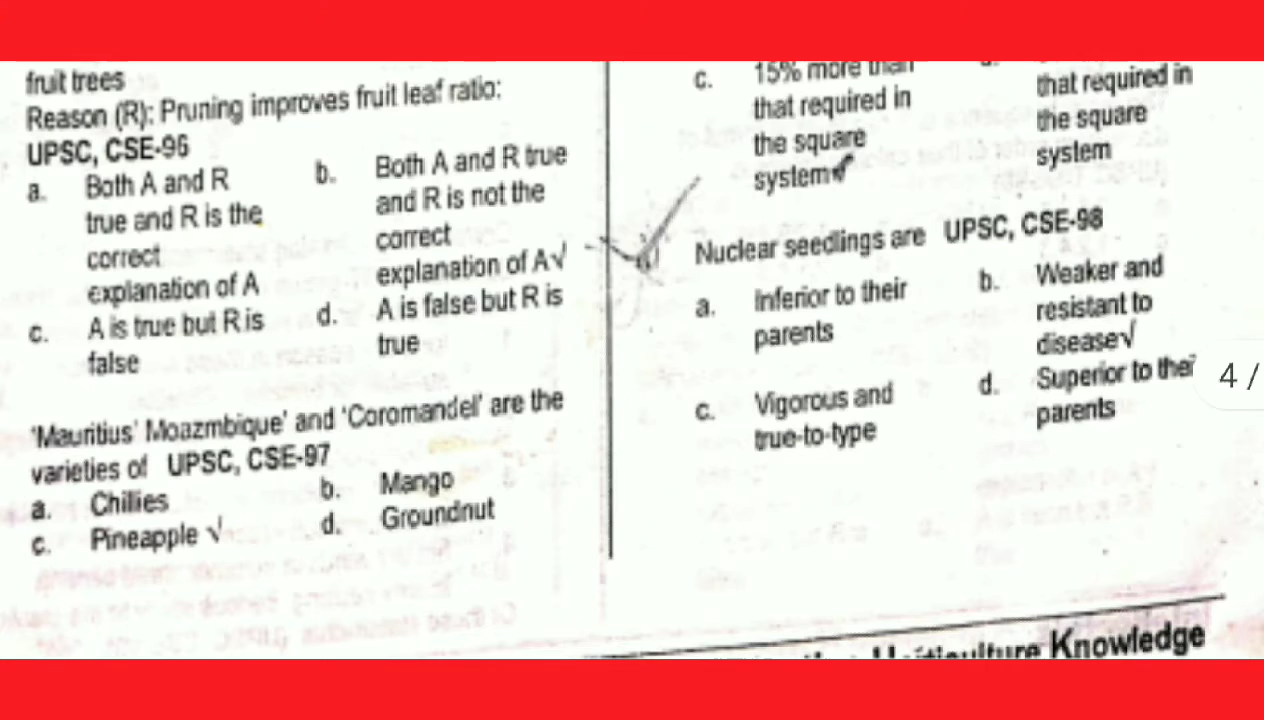 fruit trees
Reason (R): Pruning improves fruit leaf ratio:
UPSC, CSE-96
a. Both A and R true and R is the correct explanation of A
b. Both A and R true and R is not the correct explanation of A√
c. A is true but R is false
d. A is false but R is true
'Mauritius' Moazmbique' and 'Coromandel' are the
varieties of UPSC, CSE-97
a. Chillies
b. Mango
c. Pineapple √
d. Groundnut
c. 15% more than
that required in
the square
system√
that required in
the square
system
Nuclear seedlings are UPSC, CSE-98
a. Inferior to their
parents
b. Weaker and
resistant to
disease√
c. Vigorous and
true-to-type
d. Superior to thei
parents
4 /
Knowledge